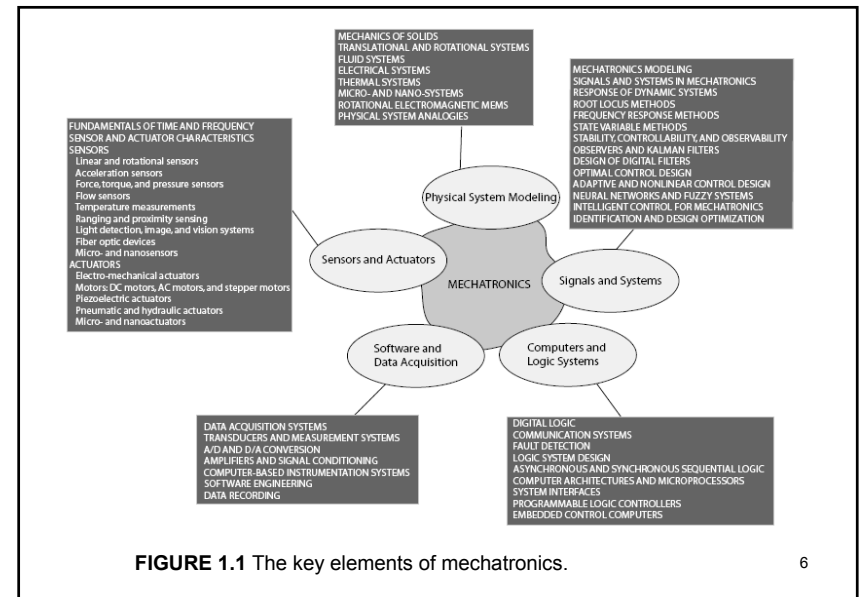 MECHANICS OF SOLIDS
TRANSLATIONAL AND ROTATIONAL SYSTEMS
FLUID SYSTEMS
ELECTRICAL SYSTEMS
THERMAL SYSTEMS
MICRO- AND NANO-SYSTEMS
ROTATIONAL ELECTROMAGNETIC MEMS
PHYSICAL SYSTEM ANALOGIES
MECHATRONICS MODELING
SIGNALS AND SYSTEMS IN MECHATRONICS
RESPONSE OF DYNAMIC SYSTEMS
ROOT LOCUS METHODS
FREQUENCY RESPONSE METHODS
STATE VARIABLE METHODS
STABILITY, CONTROLLABILITY, AND OBSERVABILITY
OBSERVERS AND KALMAN FILTERS
DESIGN OF DIGITAL FILTERS
OPTIMAL CONTROL DESIGN
ADAPTIVE AND NONLINEAR CONTROL DESIGN
NEURAL NETWORKS AND FUZZY SYSTEMS
INTELLIGENT CONTROL FOR MECHATRONICS
IDENTIFICATION AND DESIGN OPTIMIZATION
FUNDAMENTALS OF TIME AND FREQUENCY
SENSOR AND ACTUATOR CHARACTERISTICS
SENSORS
Linear and rotational sensors
Acceleration sensors
Force, torque, and pressure sensors
Flow sensors
Temperature measurements
Ranging and proximity sensing
Light detection, image, and vision systems
Fiber optic devices
Micro- and nanosensors
ACTUATORS
Electro-mechanical actuators
Motors: DC motors, AC motors, and stepper motors
Piezoelectric actuators
Pneumatic and hydraulic actuators
Micro- and nanoactuators
Physical System Modeling
Sensors and Actuators
MECHATRONICS
Signals and Systems
Software and
Data Acquisition
Computers and
Logic Systems
DATA ACQUISITION SYSTEMS
TRANSDUCERS AND MEASUREMENT SYSTEMS
A/D AND D/A CONVERSION
AMPLIFIERS AND SIGNAL CONDITIONING
COMPUTER-BASED INSTRUMENTATION SYSTEMS
SOFTWARE ENGINEERING
DATA RECORDING
DIGITAL LOGIC
COMMUNICATION SYSTEMS
FAULT DETECTION
LOGIC SYSTEM DESIGN
ASYNCHRONOUS AND SYNCHRONOUS SEQUENTIAL LOGIC
COMPUTER ARCHITECTURES AND MICROPROCESSORS
SYSTEM INTERFACES
PROGRAMMABLE LOGIC CONTROLLERS
EMBEDDED CONTROL COMPUTERS
FIGURE 1.1 The key elements of mechatronics.
6